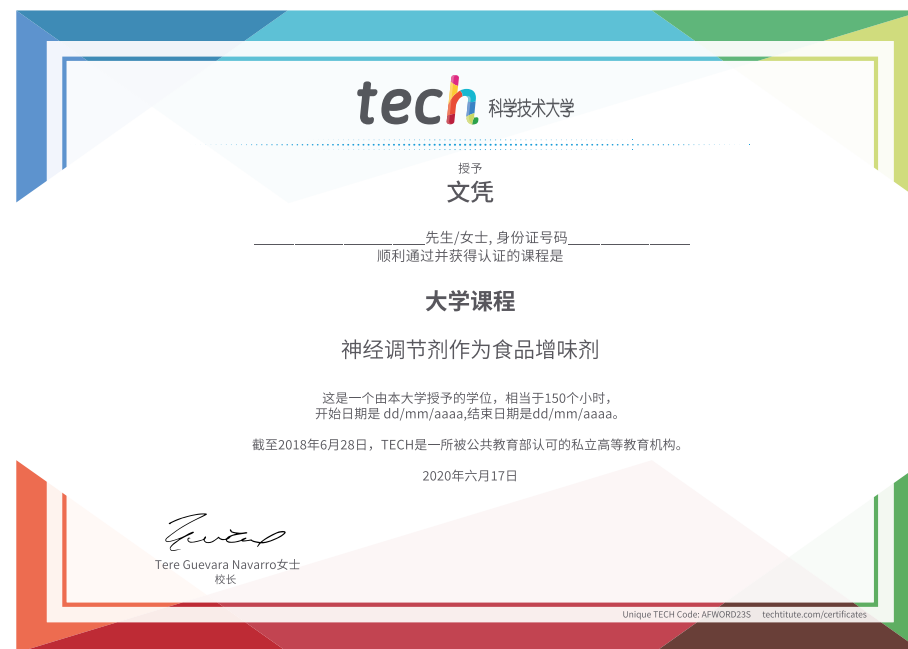 tech 科学技术大学
授予
文凭
先生/女士, 身份证号码
顺利通过并获得认证的课程是
大学课程
神经调节剂作为食品增味剂
这是一个由本大学授予的学位，相当于150个小时，
开始日期是 dd/mm/aaaa,结束日期是dd/mm/aaaa。
截至2018年6月28日，TECH是一所被公共教育部认可的私立高等教育机构。
2020年六月17日
Tere Guevara Navarro女士
校长
Unique TECH Code: AFWORD23S techtitute.com/certificates